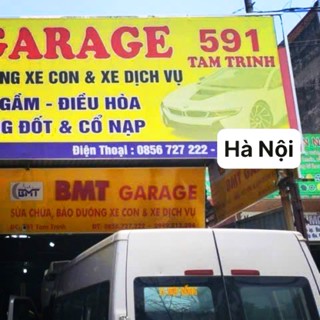 GARAGE 591
TAM TRINH
NG XE CON & XE DỊCH VỤ
GẦM - ĐIỀU HÒA
G ĐỐT & CỔ NẠP
Điện Thoại : 0856 727 222 -
Hà Nội
BMT BMT GARAGE
SỬA CHỮA, BẢO DƯỠNG XE CON & XE DỊCH VỤ